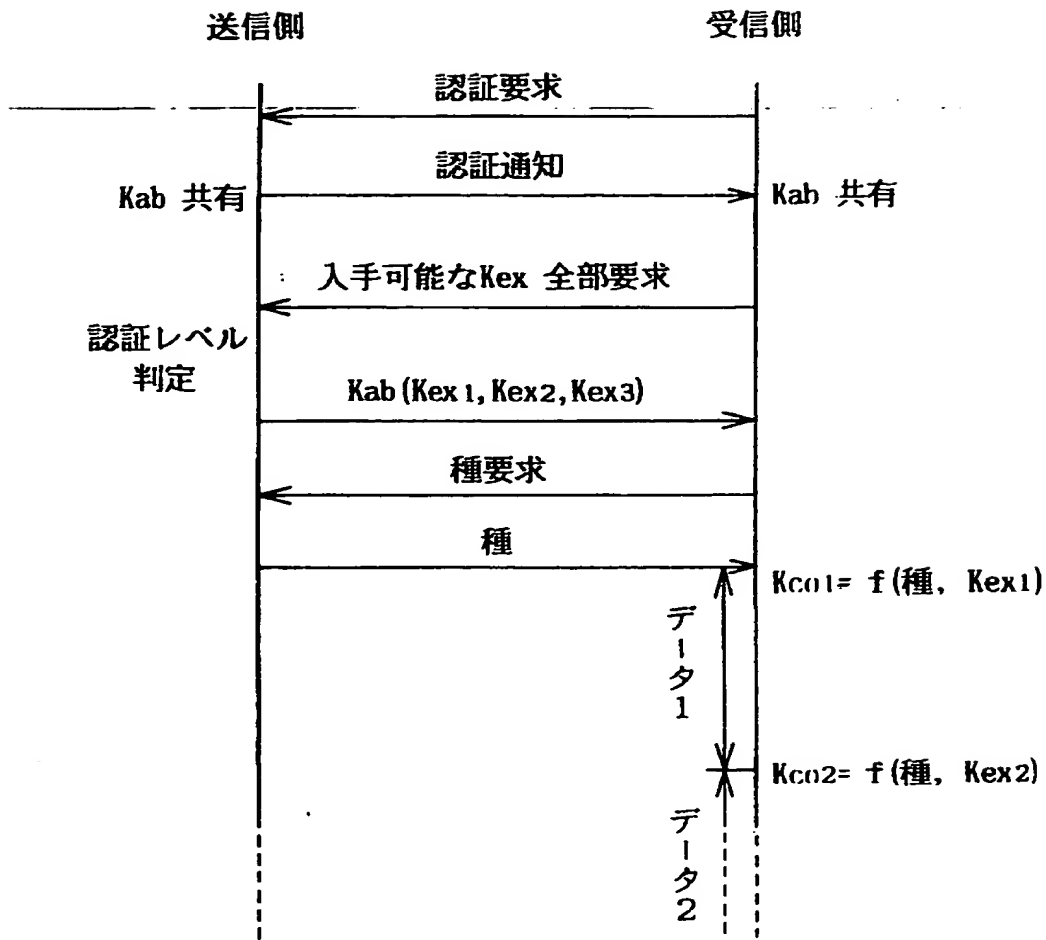 送信側
受信側
認証要求
認証通知
Kab 共有
Kab 共有
入手可能なKex 全部要求
認証レベル
判定
Kab(Kex1,Kex2,Kex3)
種要求
種
Kco1= f(種, Kex1)
データ1
Kco2= f(種, Kex2)
データ2